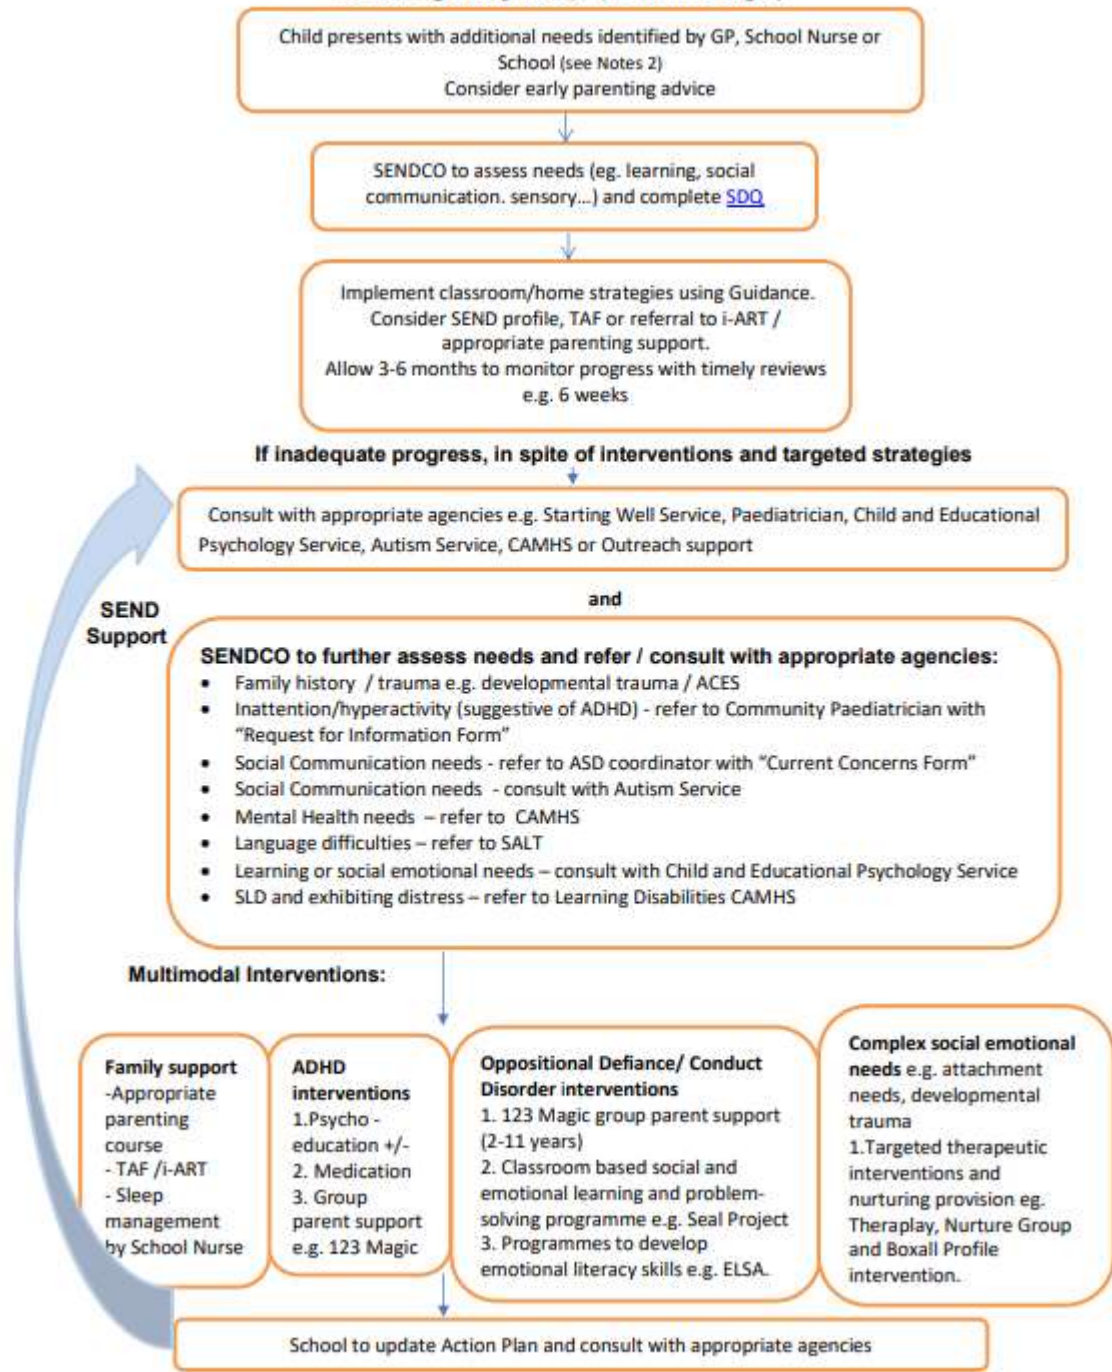 Child presents with additional needs identified by GP, School Nurse or
School (see Notes 2)
Consider early parenting advice
SENDCO to assess needs (eg. learning, social
communication. sensory...) and complete SDQ
Implement classroom/home strategies using Guidance.
Consider SEND profile, TAF or referral to i-ART /
appropriate parenting support.
Allow 3-6 months to monitor progress with timely reviews
e.g. 6 weeks
If inadequate progress, in spite of interventions and targeted strategies
Consult with appropriate agencies e.g. Starting Well Service, Paediatrician, Child and Educational
Psychology Service, Autism Service, CAMHS or Outreach support
and
SEND
Support
SENDCO to further assess needs and refer / consult with appropriate agencies:
• Family history / trauma e.g. developmental trauma / ACES
• Inattention/hyperactivity (suggestive of ADHD) - refer to Community Paediatrician with
“Request for Information Form”
• Social Communication needs - refer to ASD coordinator with “Current Concerns Form”
• Social Communication needs - consult with Autism Service
• Mental Health needs – refer to CAMHS
• Language difficulties – refer to SALT
• Learning or social emotional needs – consult with Child and Educational Psychology Service
• SLD and exhibiting distress – refer to Learning Disabilities CAMHS
Multimodal Interventions:
Family support
-Appropriate
parenting
course
- TAF /i-ART
- Sleep
management
by School Nurse
ADHD
interventions
1.Psycho -
education +/-
2. Medication
3. Group
parent support
e.g. 123 Magic
Oppositional Defiance/ Conduct
Disorder interventions
1. 123 Magic group parent support
(2-11 years)
2. Classroom based social and
emotional learning and problem-
solving programme e.g. Seal Project
3. Programmes to develop
emotional literacy skills e.g. ELSA.
Complex social emotional
needs e.g. attachment
needs, developmental
trauma
1.Targeted therapeutic
interventions and
nurturing provision eg.
Theraplay, Nurture Group
and Boxall Profile
intervention.
School to update Action Plan and consult with appropriate agencies